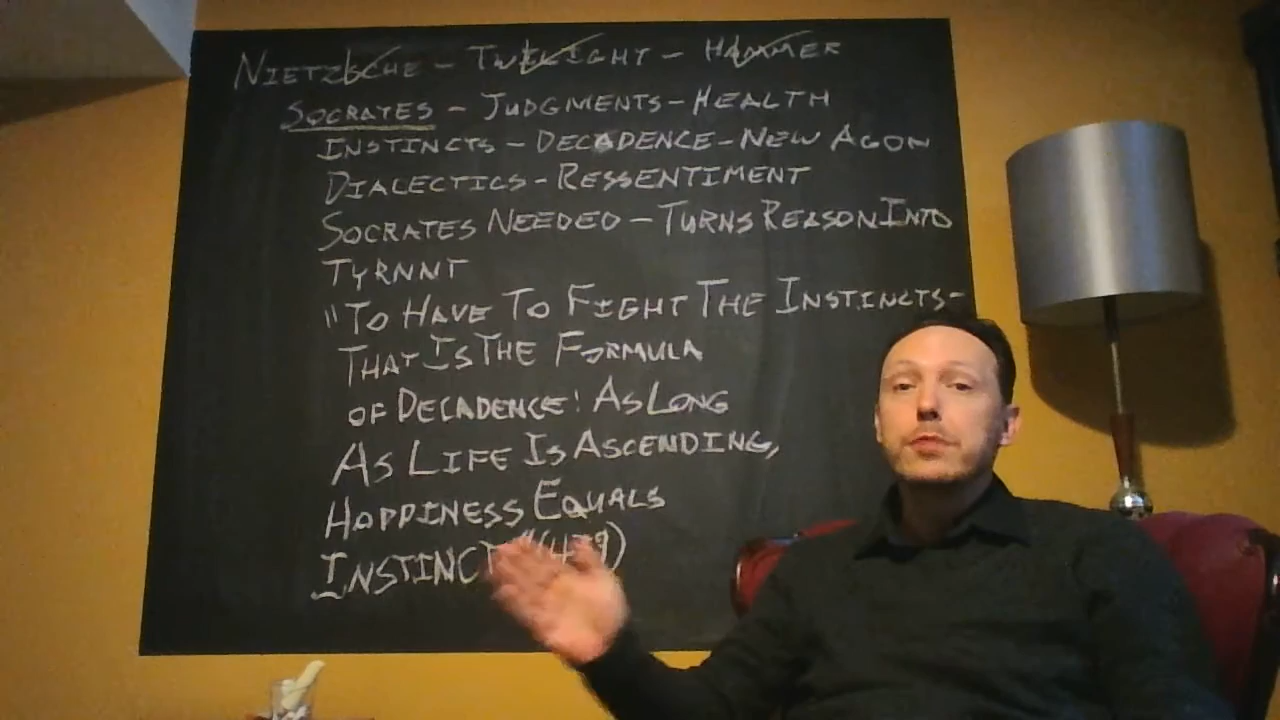 NIETZSCHE - TWILIGHT - HAMMER
SOCRATES - JUDGMENTS - HEALTH
INSTINCTS - DECADENCE - NEW AGON
DIALECTICS - RESSENTIMENT
SOCRATES NEEDED - TURNS REASON INTO
TYRNNT
"TO HAVE TO FIGHT THE INSTINCTS-
THAT IS THE FORMULA
OF DECADENCE: AS LONG
AS LIFE IS ASCENDING,
HAPPINESS EQUALS
INSTINCT"